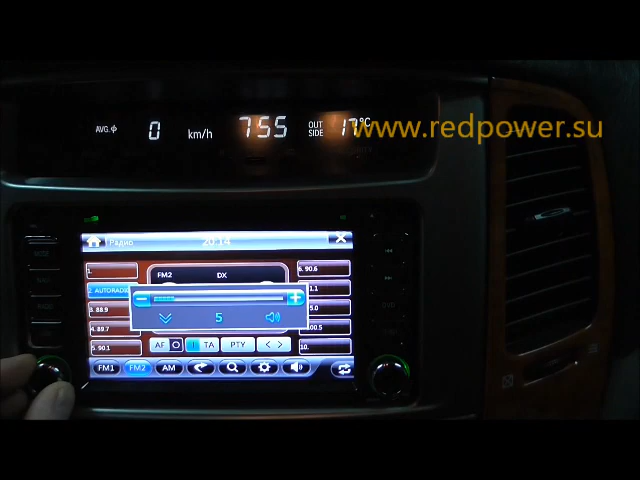 www.redpower.su
AVG. 0 km/h 755 OUT SIDE 17°C
Радио 20:14
1. FM2 DX 6. 90.6
2. AUTORADIO
3. 88.9
4. 89.7
5. 90.1
5
AF TA PTY < >
10.
FM1 FM2 AM